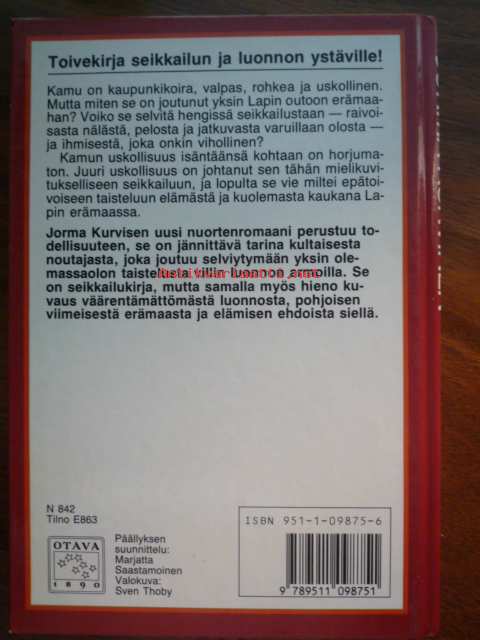 Toivekirja seikkailun ja luonnon ystäville!
Kamu on kaupunkikoira, valpas, rohkea ja uskollinen.
Mutta miten se on joutunut yksin Lapin outoon erämaa-
han? Voiko se selvitä hengissä seikkailustaan — raivoi-
sasta nälästä, pelosta ja jatkuvasta varuillaan olosta —
ja ihmisestä, joka onkin vihollinen?
Kamun uskollisuus isäntäänsä kohtaan on horjuma-
ton. Juuri uskollisuus on johtanut sen tähän mielikuvi-
tukselliseen seikkailuun, ja lopulta se vie miltei epätoi-
voiseen taisteluun elämästä ja kuolemasta kaukana La-
pin erämaassa.
Jorma Kurvisen uusi nuortenromaani perustuu to-
dellisuuteen, se on jännittävä tarina kultaisesta
noutajasta, joka joutuu selviytymään yksin ole-
massaolon taistelusta villin luonnon armoilla. Se
on seikkailukirja, mutta samalla myös hieno ku-
vaus väärentämättömästä luonnosta, pohjoisen
viimeisestä erämaasta ja elämisen ehdoista siellä.
N 842
Tilno E863
OTAVA
1890
Päällyksen
suunnittelu:
Marjatta
Saastamoinen
Valokuva:
Sven Thoby
ISBN 951-1-09875-6
9 789511 098751